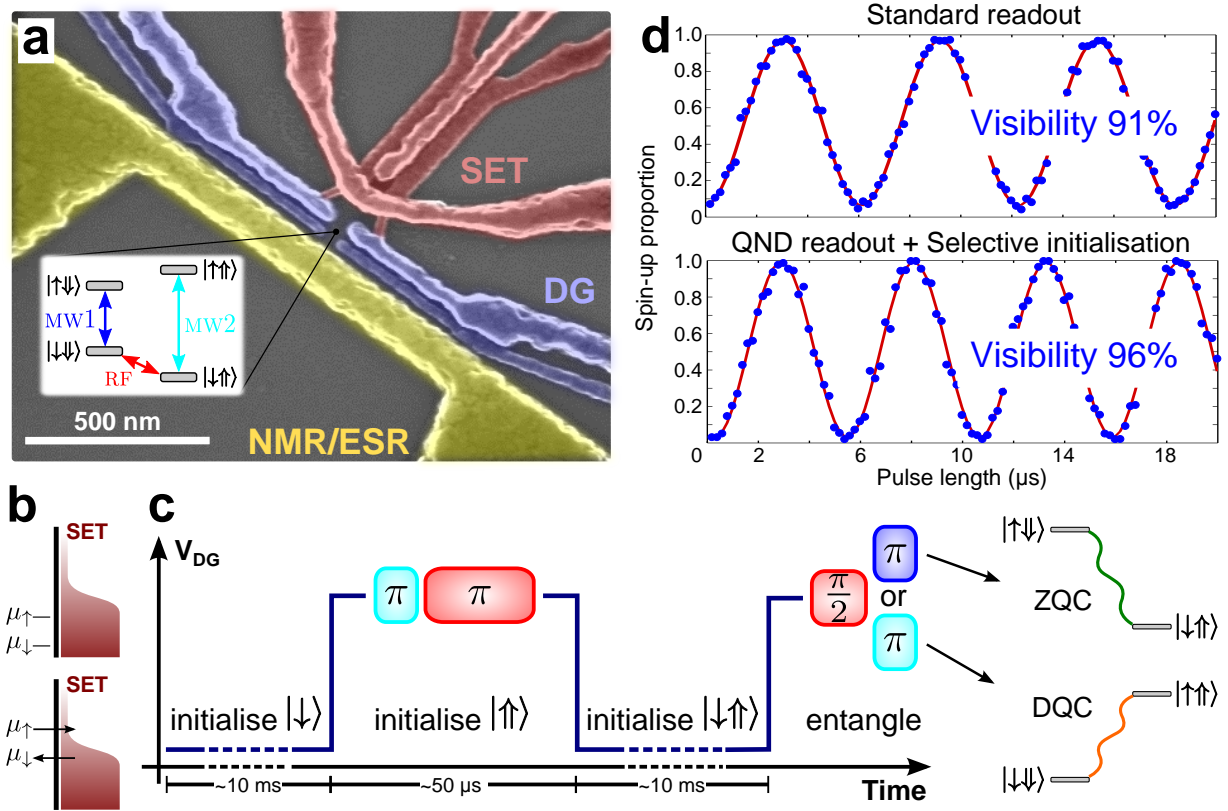 a
SET
DG
NMR/ESR
500 nm
|↑⇓⟩
|↑⇑⟩
MW1
MW2
|↓⇓⟩
RF
|↓⇑⟩
d
Standard readout
1.0
0.8
0.6
0.4
0.2
0
Visibility 91%
Spin-up proportion
QND readout + Selective initialisation
1.0
0.8
0.6
0.4
0.2
Visibility 96%
0 2 6 10 14 18
Pulse length (µs)
b
SET
μ↑
μ↓
SET
μ↑
μ↓
c
V_DG
π
π
π/2
π
or
π
initialise |↓⟩
initialise |⇑⟩
initialise |↓⇑⟩
entangle
~10 ms
~50 µs
~10 ms
Time
|↑⇓⟩
ZQC
|↓⇑⟩
|↑⇑⟩
DQC
|↓⇓⟩